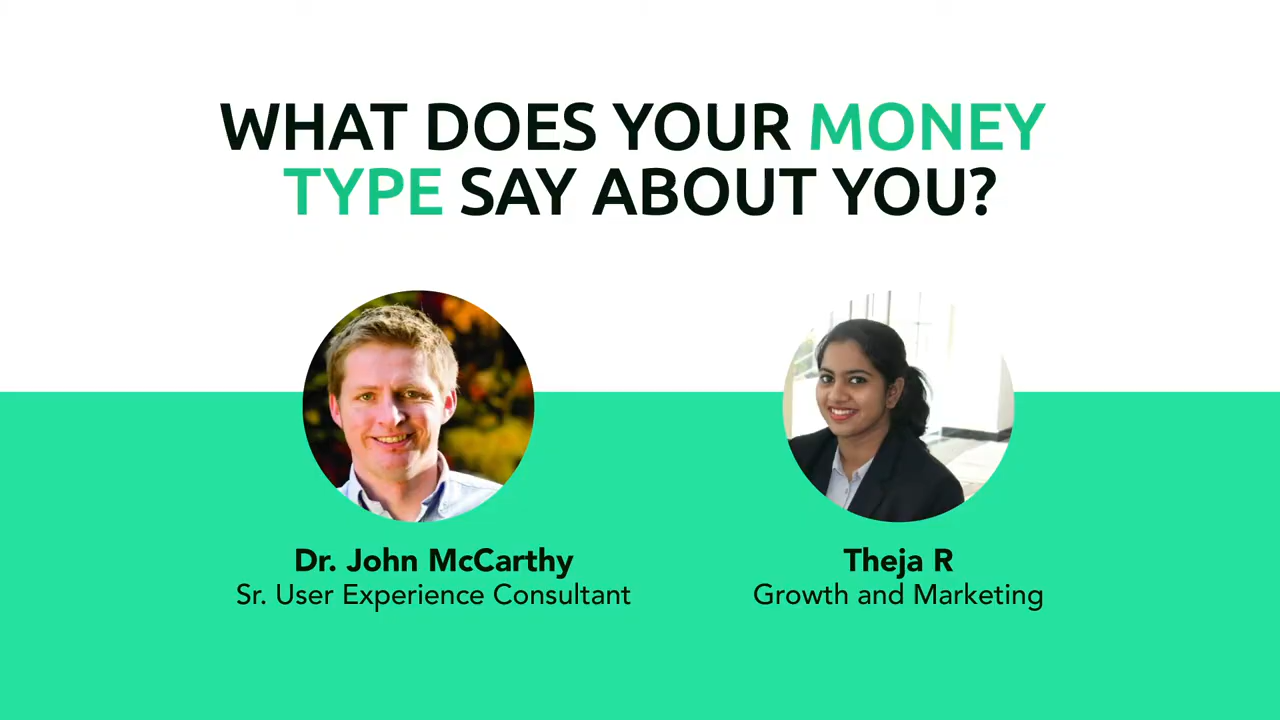 WHAT DOES YOUR MONEY
TYPE SAY ABOUT YOU?
Dr. John McCarthy
Sr. User Experience Consultant
Theja R
Growth and Marketing